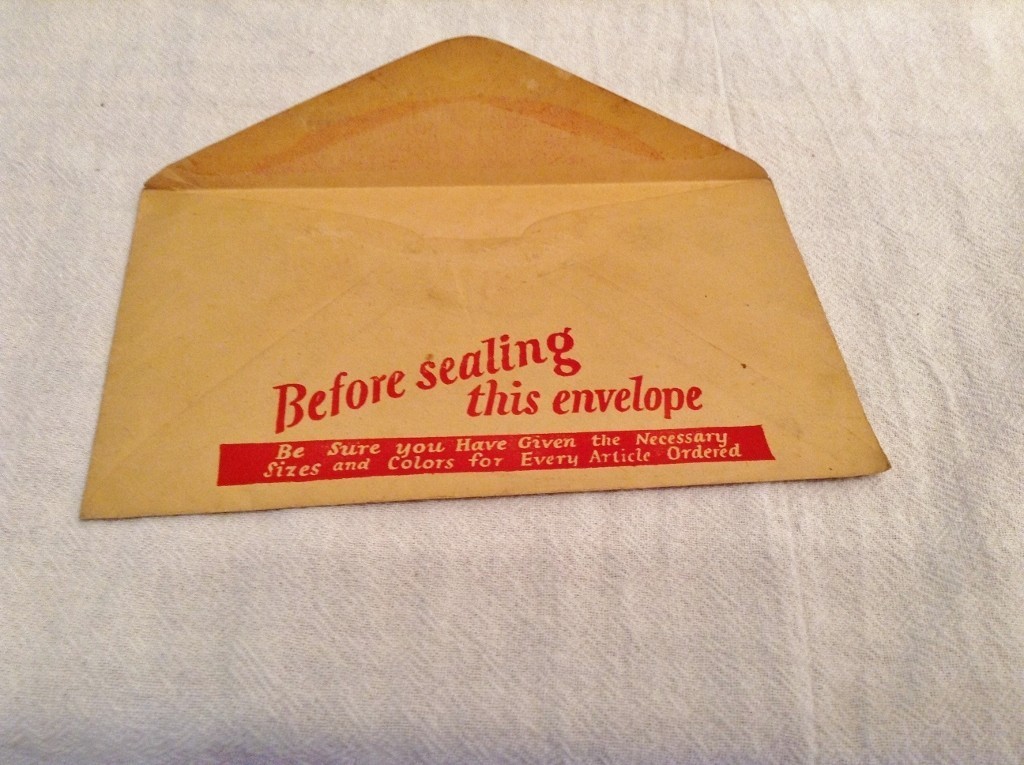 Before sealing
this envelope
Be Sure you Have Given the Necessary
Sizes and Colors for Every Article Ordered